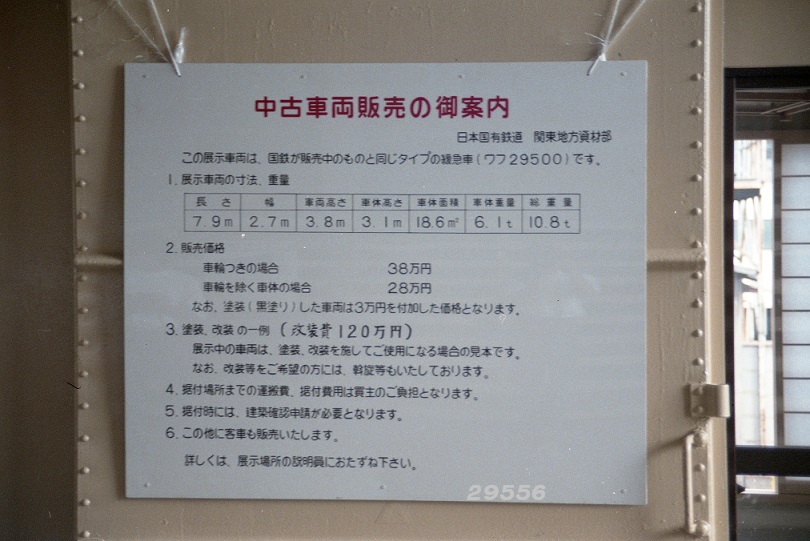 中古車両販売の御案内
日本国有鉄道 関東地方資材部
この展示車両は、国鉄が販売中のものと同じタイプの緩急車(ワフ29500)です。
1. 展示車両の寸法、重量
長さ 幅 車両高さ 車体高さ 車体面積 車体重量 総重量
7.9m 2.7m 3.8m 3.1m 18.6m² 6.1t 10.8t
2. 販売価格
車輪つきの場合 38万円
車輪を除く車体の場合 28万円
なお、塗装(黒塗り)した車両は3万円を付加した価格となります。
3. 塗装、改装の一例 (改装費120万円)
展示中の車両は、塗装、改装を施してご使用になる場合の見本です。
なお、改装等をご希望の方には、斡旋等もいたしております。
4. 据付場所までの運搬費、据付費用は買主のご負担となります。
5. 据付時には、建築確認申請が必要となります。
6. この他に客車も販売いたします。
詳しくは、展示場所の説明員におたずね下さい。
29556